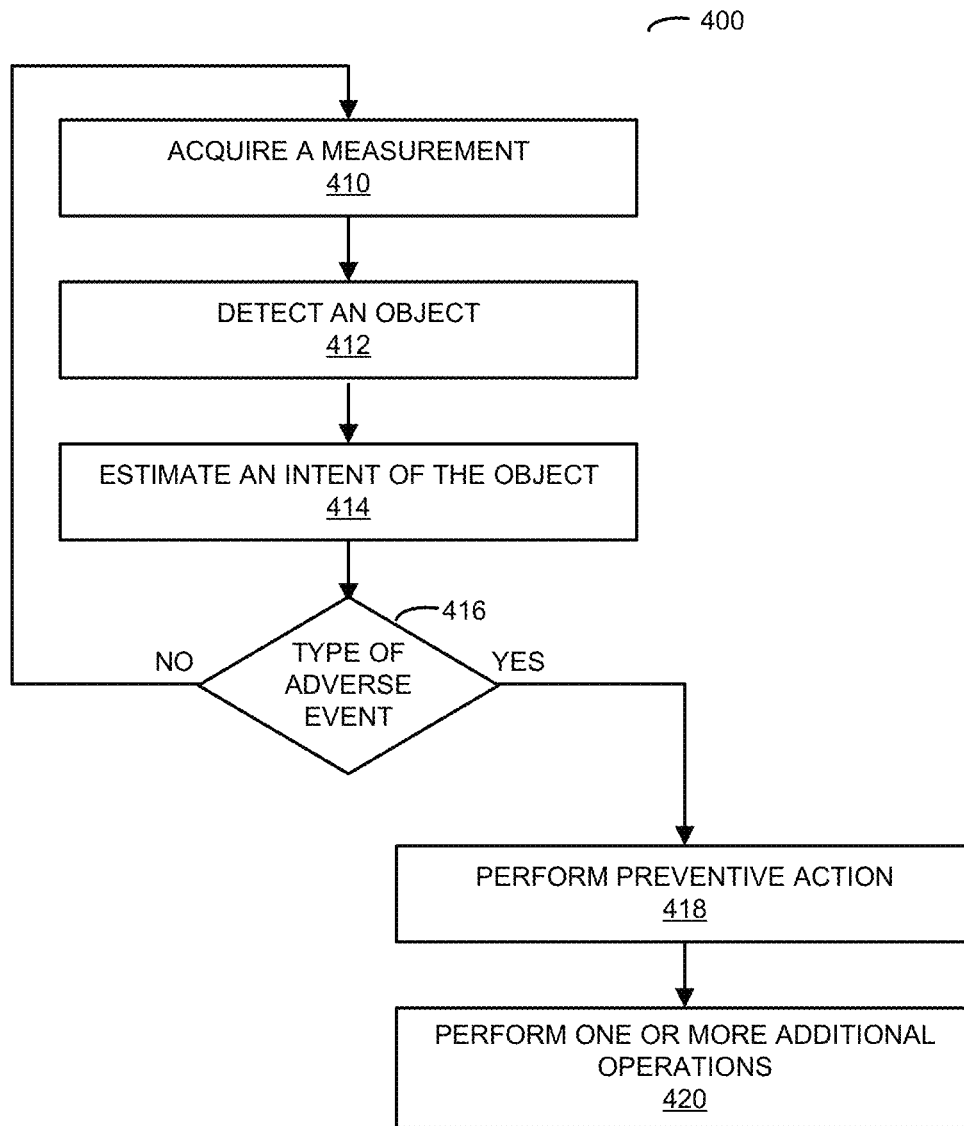 400
ACQUIRE A MEASUREMENT
410
DETECT AN OBJECT
412
ESTIMATE AN INTENT OF THE OBJECT
414
416
NO
TYPE OF
ADVERSE
EVENT
YES
PERFORM PREVENTIVE ACTION
418
PERFORM ONE OR MORE ADDITIONAL
OPERATIONS
420